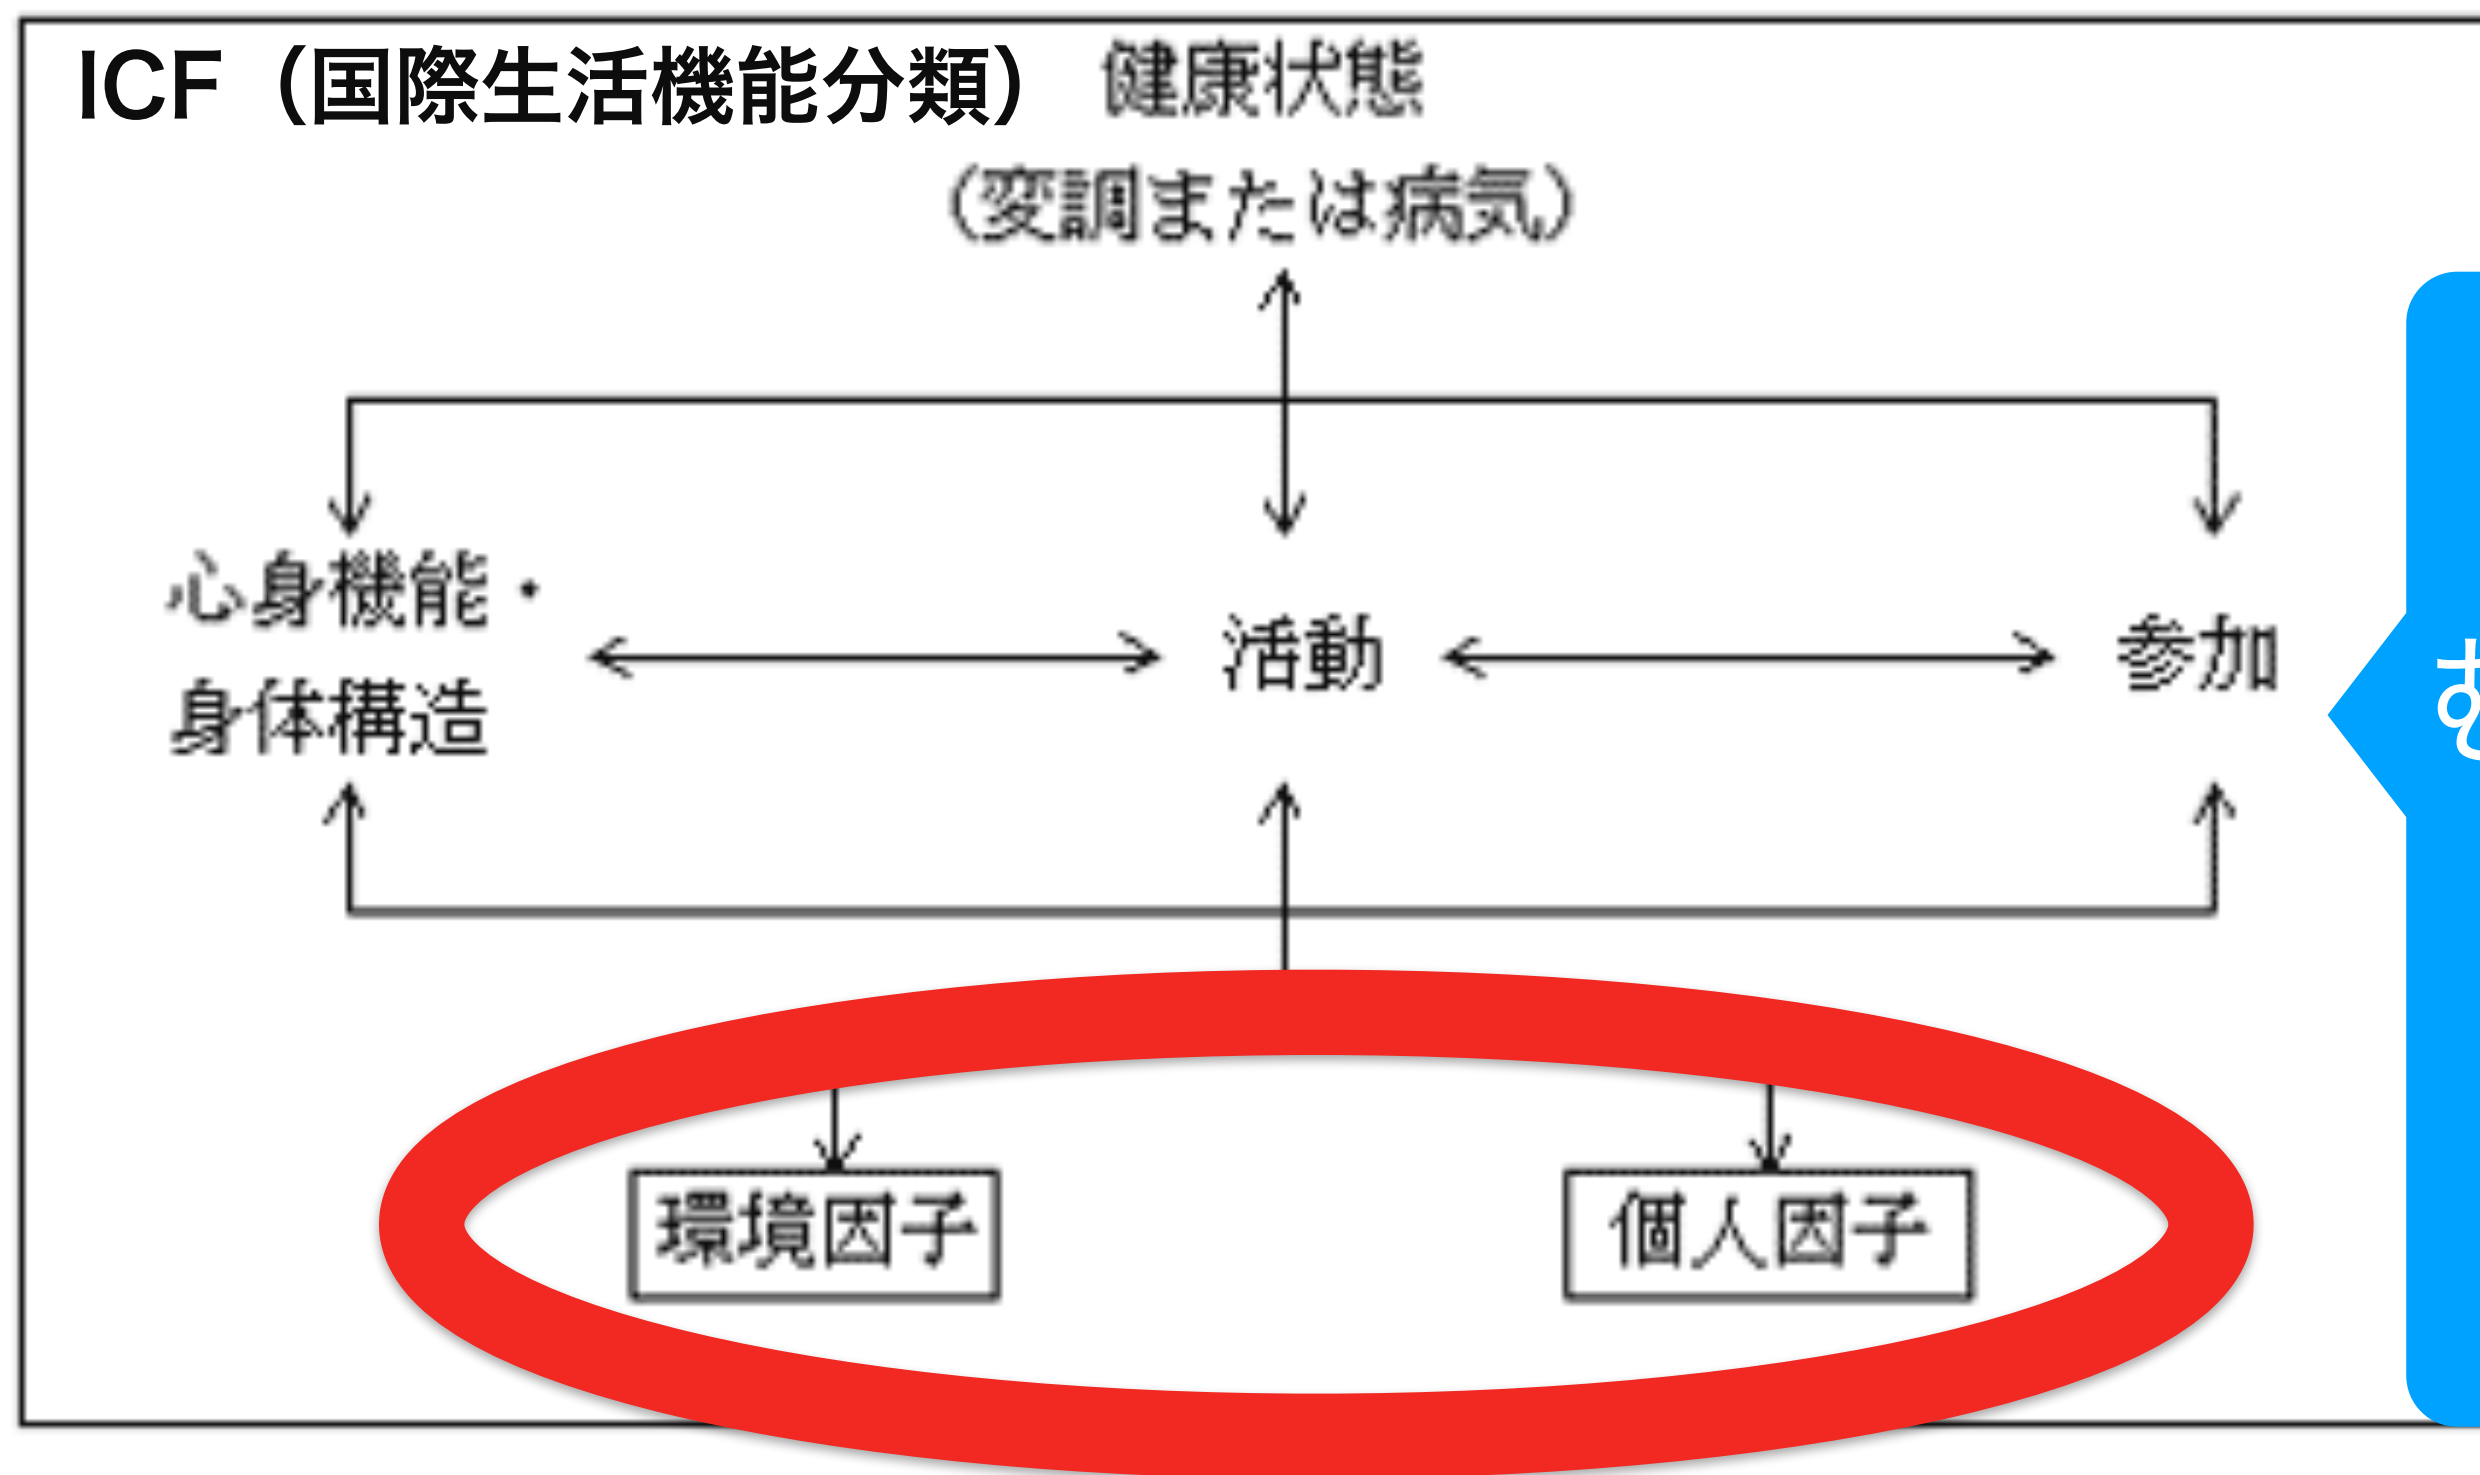 ICF（国際生活機能分類）
健康状態
（変調または病気）
心身機能・
身体構造
活動
参加
環境因子
個人因子